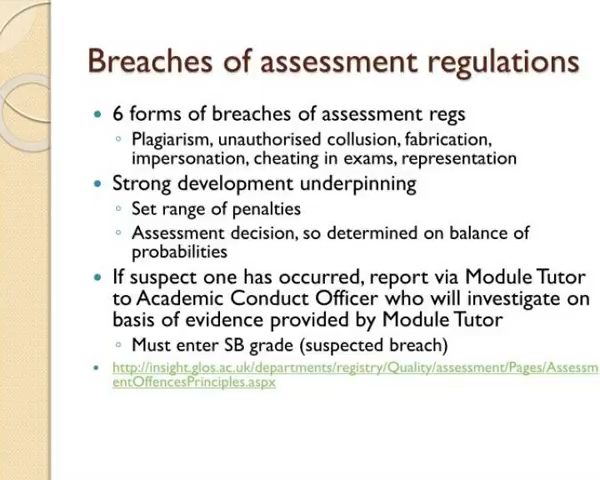 Breaches of assessment regulations
• 6 forms of breaches of assessment regs
◦ Plagiarism, unauthorised collusion, fabrication,
impersonation, cheating in exams, representation
• Strong development underpinning
◦ Set range of penalties
◦ Assessment decision, so determined on balance of
probabilities
• If suspect one has occurred, report via Module Tutor
to Academic Conduct Officer who will investigate on
basis of evidence provided by Module Tutor
◦ Must enter SB grade (suspected breach)
• http://insight.glos.ac.uk/departments/registry/Quality/assessment/Pages/Assessm
entOffencesPrinciples.aspx